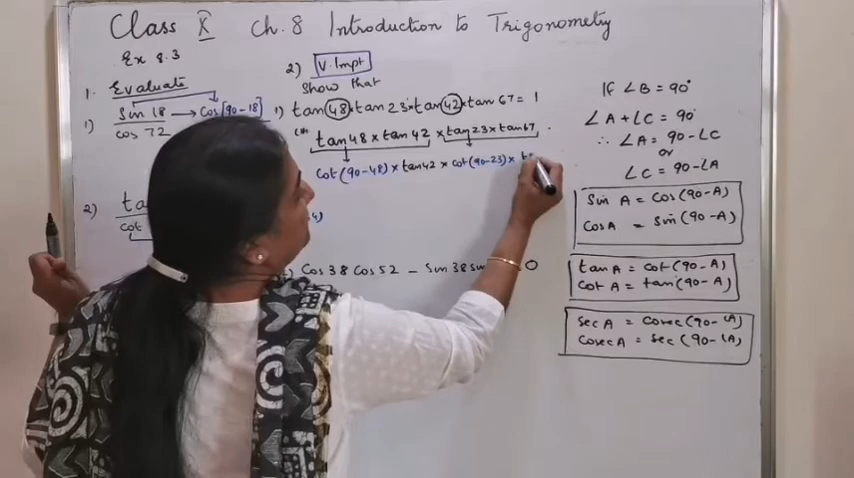 Class X Ch. 8 Introduction to Trigonometry
Ex 8.3
1. Evaluate
1) Sin 18 → Cos(90-18)
cos 72
2) ta
cot
2) V. Impt
Show that
1) tan 48 × tan 23 × tan 42 × tan 67 = 1
tan 48 × tan 42 × tan 23 × tan 67
cot(90-48) × tan 42 × cot(90-23) ×
Cos 38 Cos 52 - Sin 38 Sin 0
If ∠B = 90°
∠A + ∠C = 90°
∴ ∠A = 90-∠C
or
∠C = 90-∠A
Sin A = Cos(90-A)
Cos A = Sin(90-A)
tan A = cot(90-A)
Cot A = tan(90-A)
Sec A = Cosec(90-∠A)
Cosec A = Sec(90-∠A)